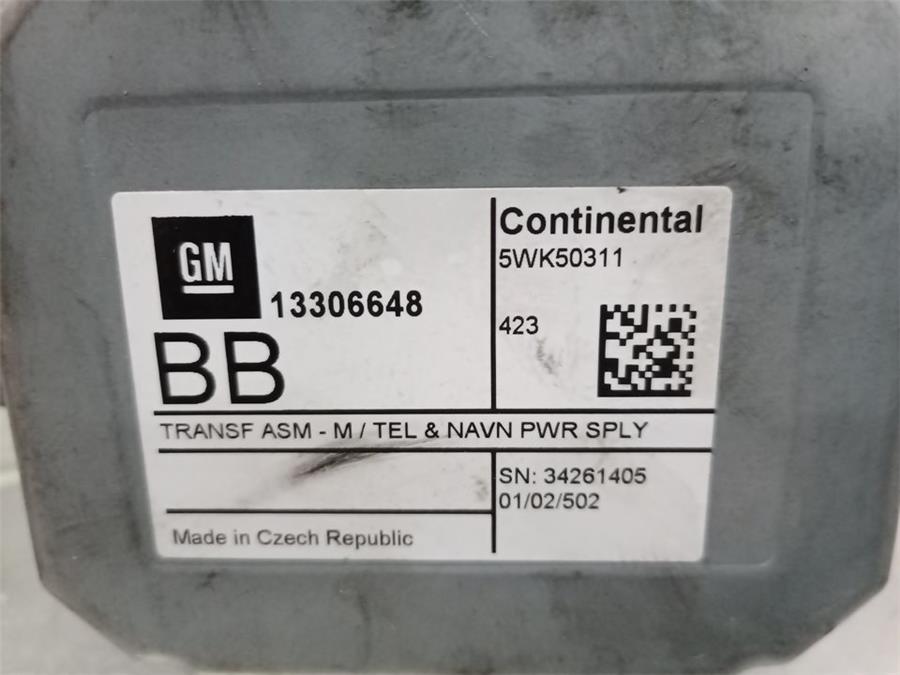 GM
13306648
BB
Continental
5WK50311
423
TRANSF ASM - M / TEL & NAVN PWR SPLY
SN: 34261405
01/02/502
Made in Czech Republic